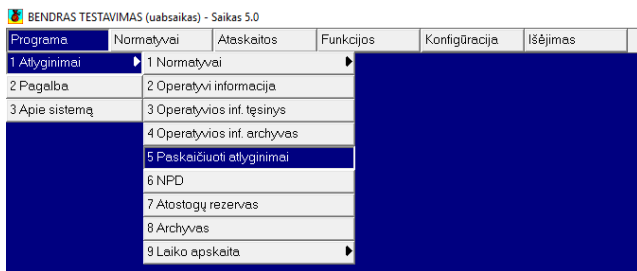 BENDRAS TESTAVIMAS (uabsaikas) - Saikas 5.0
Programa Normatyvai Ataskaitos Funkcijos Konfigūracija Išėjimas
1 Atlyginimai 1 Normatyvai
2 Pagalba 2 Operatyvi informacija
3 Apie sistemą 3 Operatyvios inf. tęsinys
4 Operatyvios inf. archyvas
5 Paskaičiuoti atlyginimai
6 NPD
7 Atostogų rezervas
8 Archyvas
9 Laiko apskaita